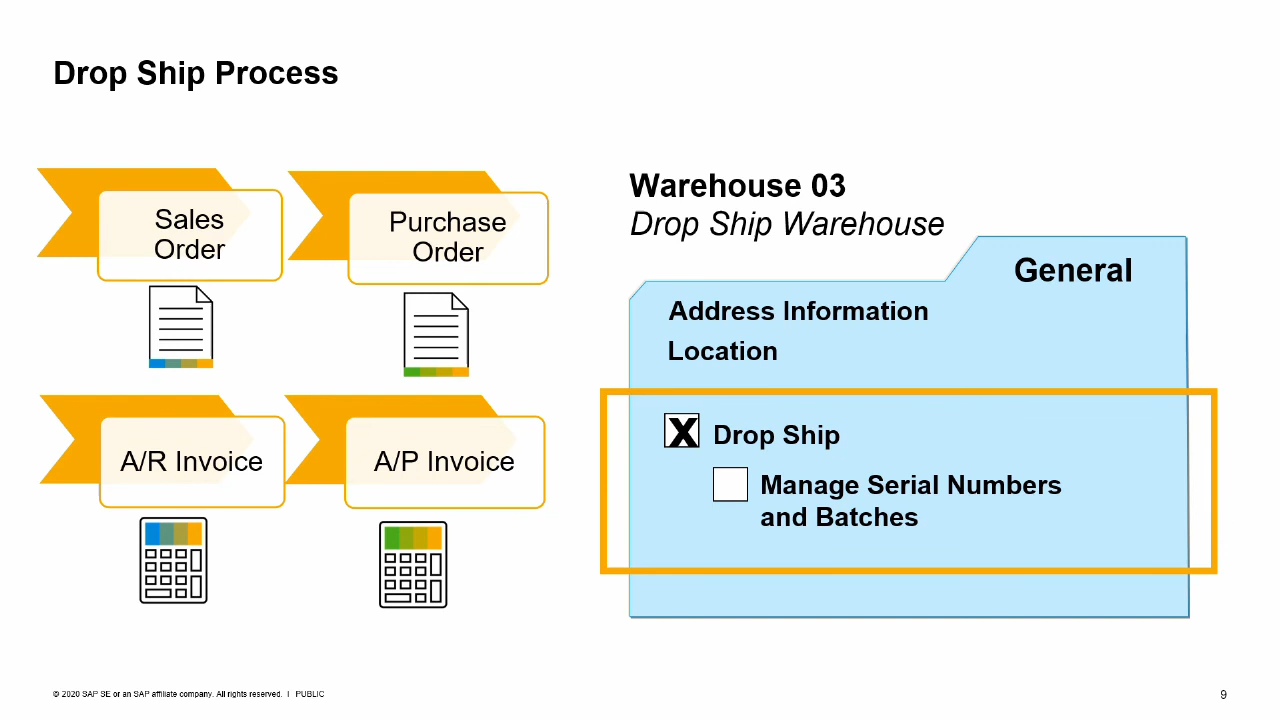 Drop Ship Process
Sales
Order
Purchase
Order
A/R Invoice
A/P Invoice
Warehouse 03
Drop Ship Warehouse
General
Address Information
Location
X Drop Ship
Manage Serial Numbers
and Batches
© 2020 SAP SE or an SAP affiliate company. All rights reserved. I PUBLIC
9